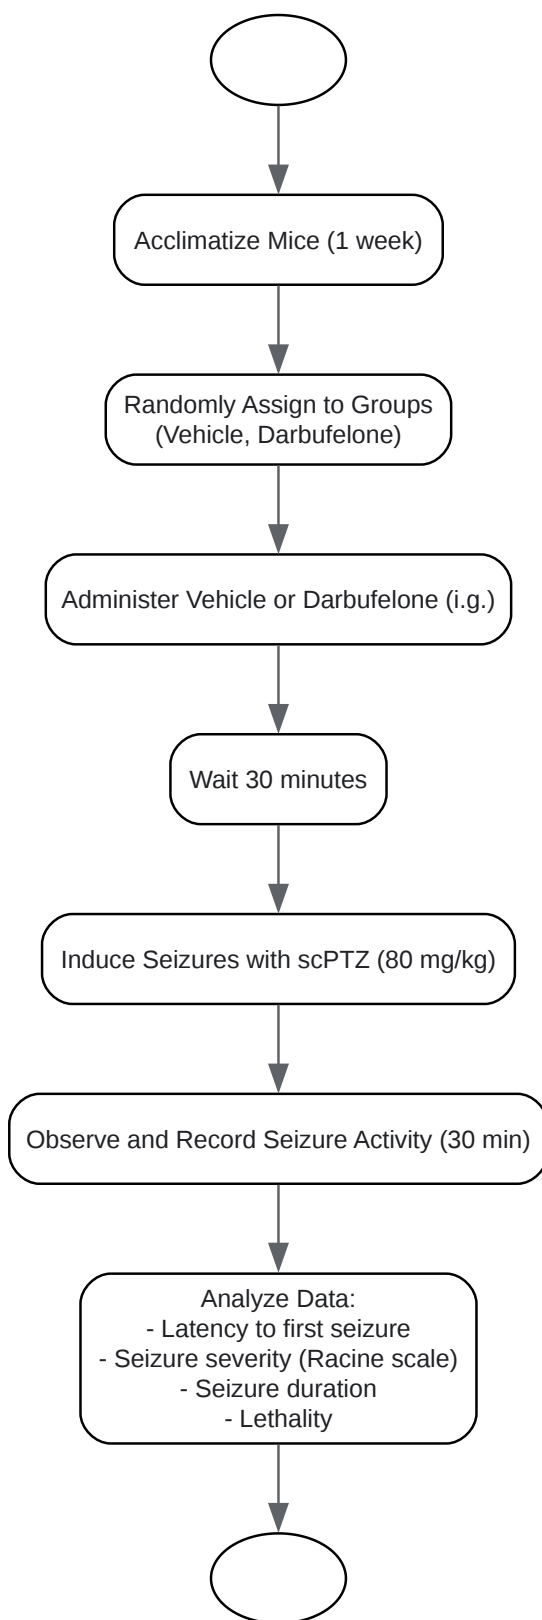 Acclimatize Mice (1 week)
Randomly Assign to Groups
(Vehicle, Darbufelone)
Administer Vehicle or Darbufelone (i.g.)
Wait 30 minutes
Induce Seizures with scPTZ (80 mg/kg)
Observe and Record Seizure Activity (30 min)
Analyze Data:
- Latency to first seizure
- Seizure severity (Racine scale)
- Seizure duration
- Lethality